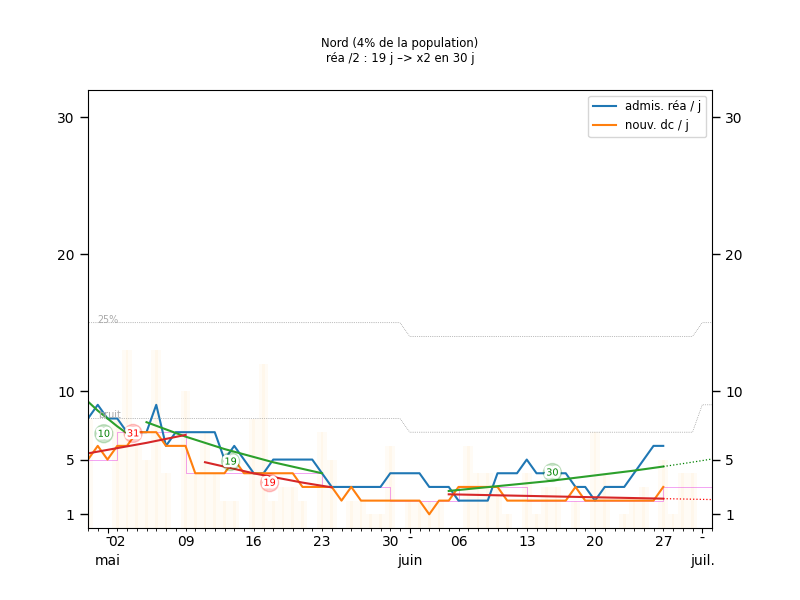 Nord (4% de la population)
réa /2 : 19 j –> x2 en 30 j
admis. réa / j
nouv. dc / j
30 30
20 20
25%
10 10
bruit
10 31
19
30
5 5
19
1 1
02 09 16 23 30 06 13 20 27
mai juin juil.